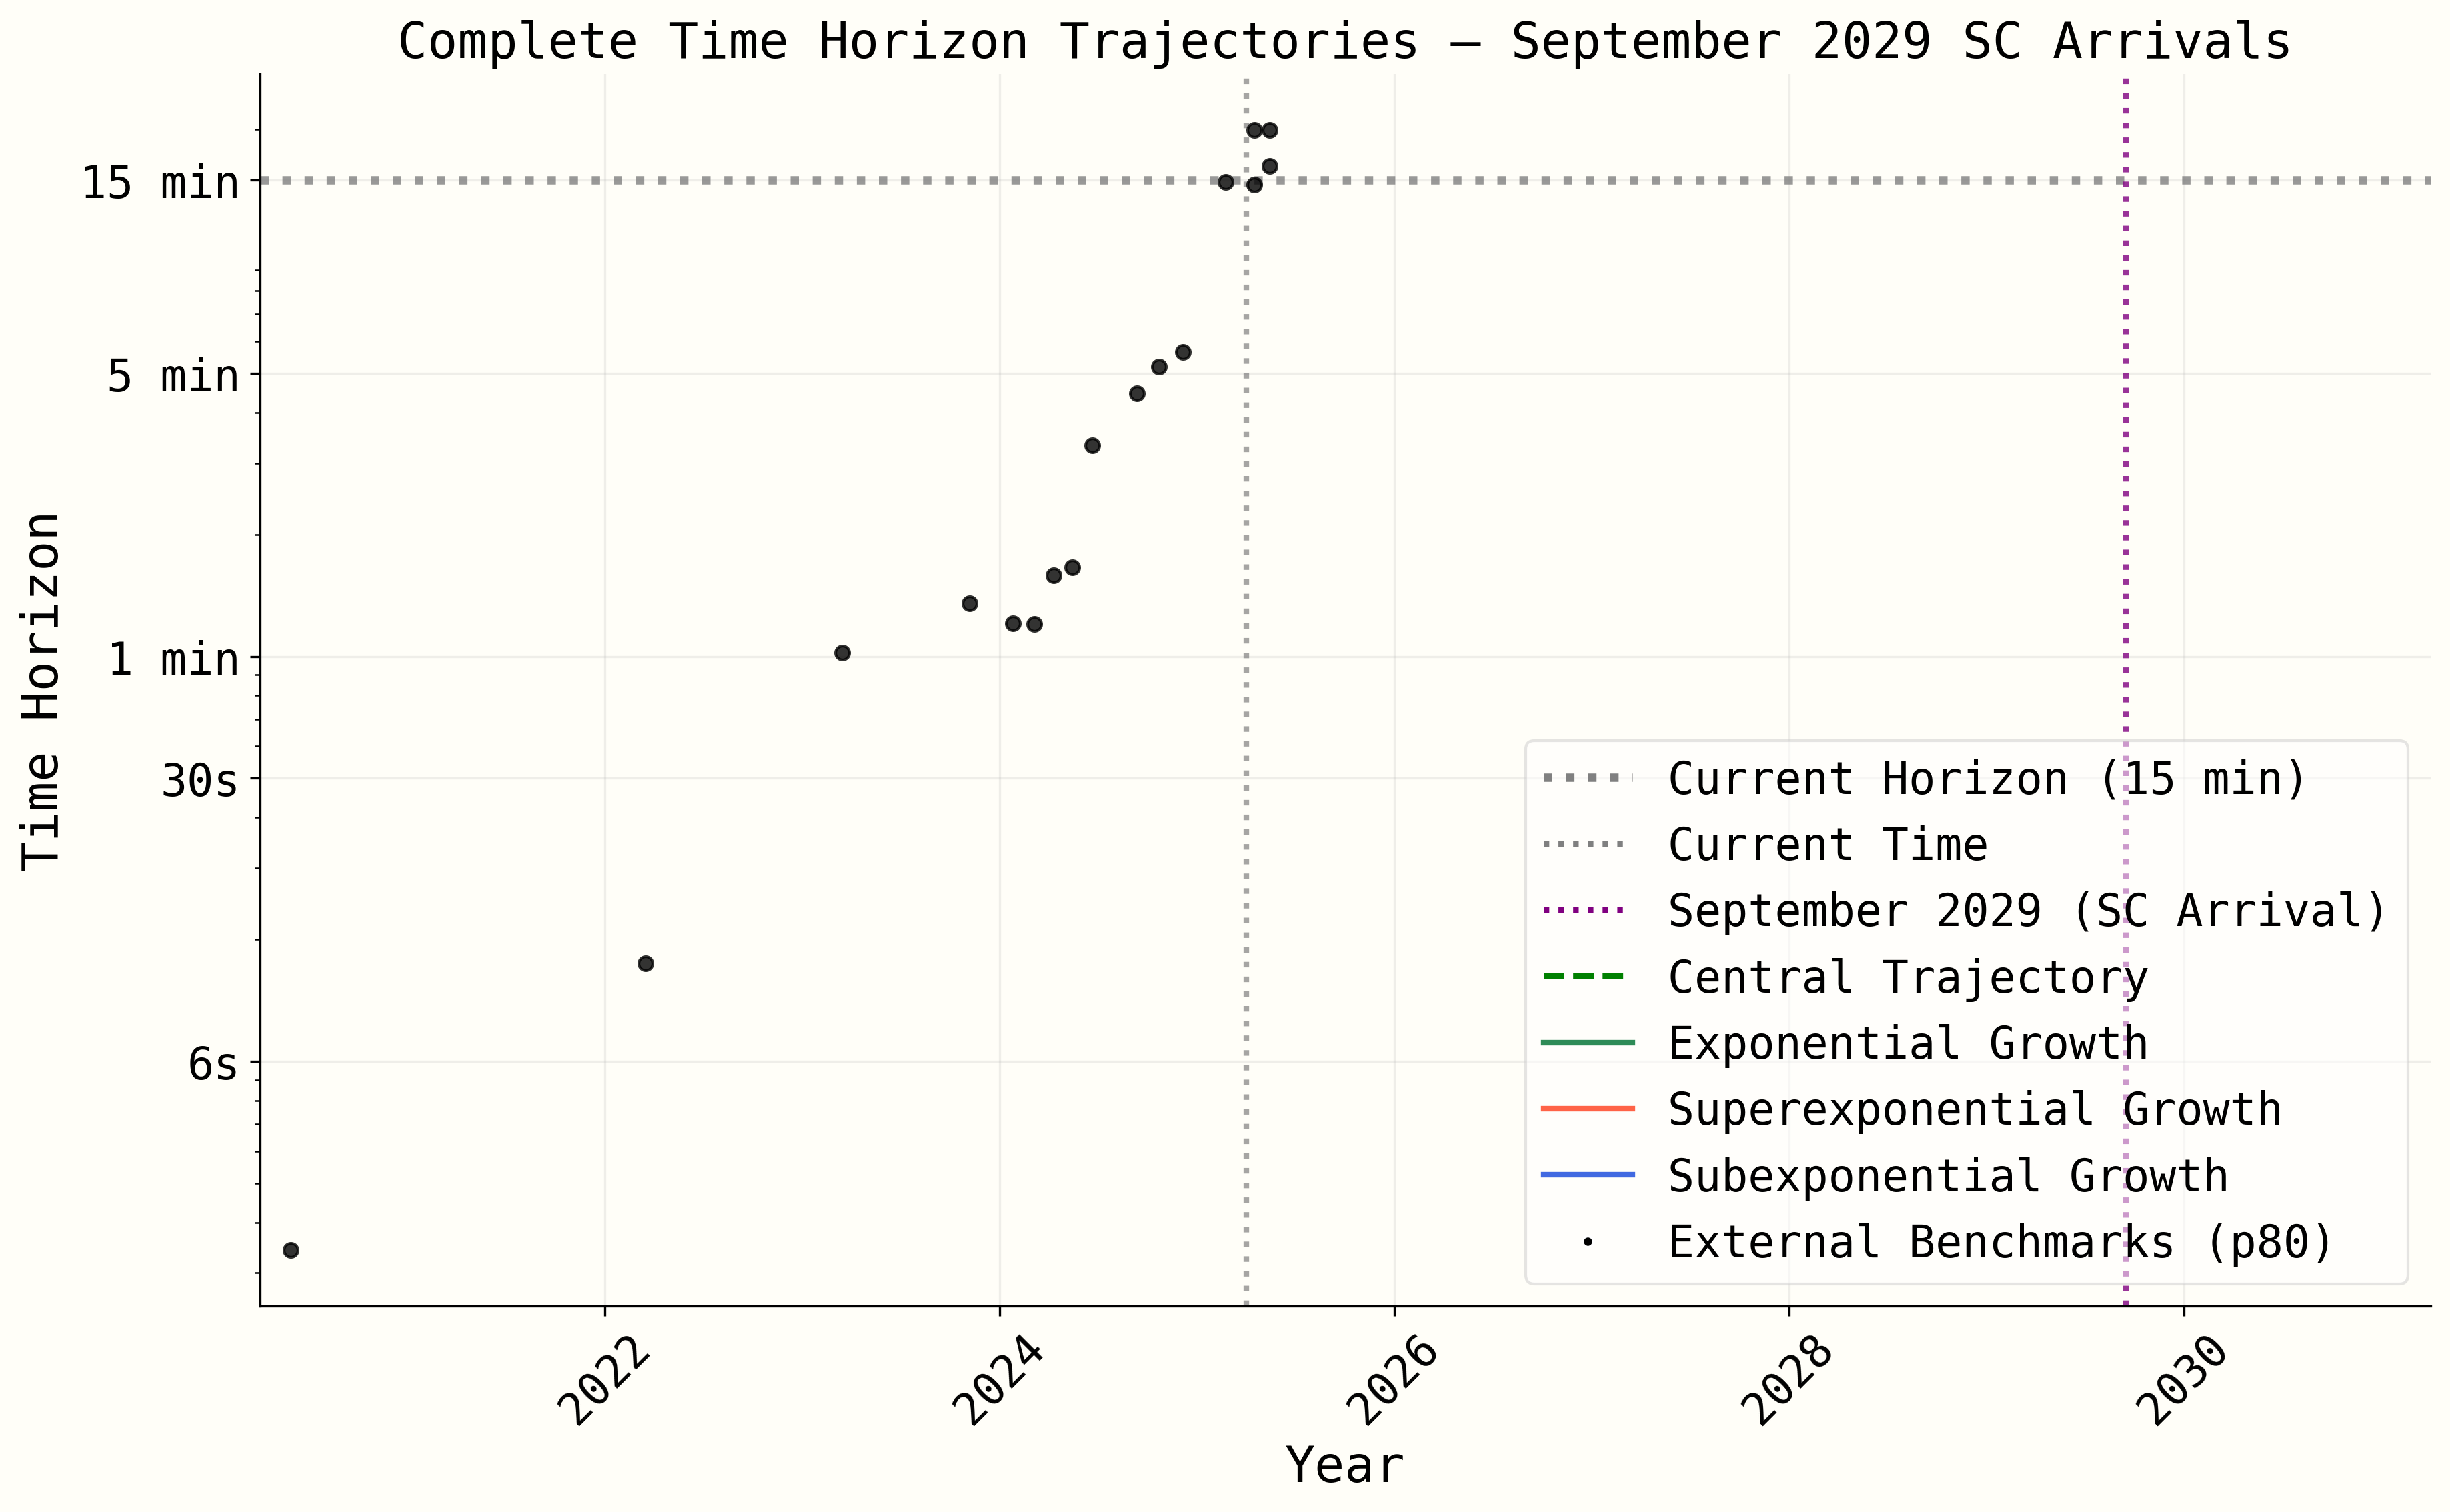 Complete Time Horizon Trajectories — September 2029 SC Arrivals
Time Horizon
15 min
5 min
1 min
30s
6s
Current Horizon (15 min)
Current Time
September 2029 (SC Arrival)
Central Trajectory
Exponential Growth
Superexponential Growth
Subexponential Growth
External Benchmarks (p80)
2022
2024
2026
2028
2030
Year